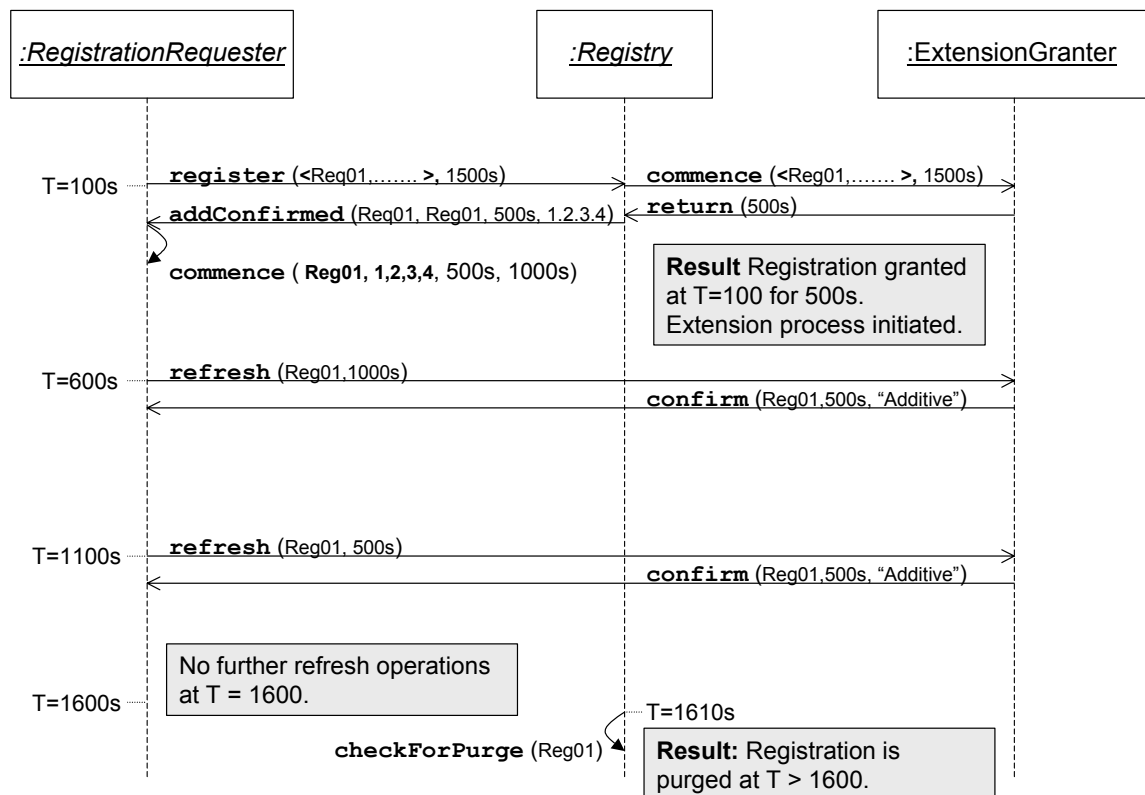 :RegistrationRequester
:Registry
:ExtensionGranter
T=100s
register (<Req01,....... >, 1500s)
commence (<Reg01,....... >, 1500s)
addConfirmed (Req01, Reg01, 500s, 1.2.3.4)
return (500s)
commence ( Reg01, 1,2,3,4, 500s, 1000s)
Result Registration granted
at T=100 for 500s.
Extension process initiated.
T=600s
refresh (Reg01,1000s)
confirm (Reg01,500s, “Additive”)
T=1100s
refresh (Reg01, 500s)
confirm (Reg01,500s, “Additive”)
No further refresh operations
at T = 1600.
T=1600s
T=1610s
checkForPurge (Reg01)
Result: Registration is
purged at T > 1600.